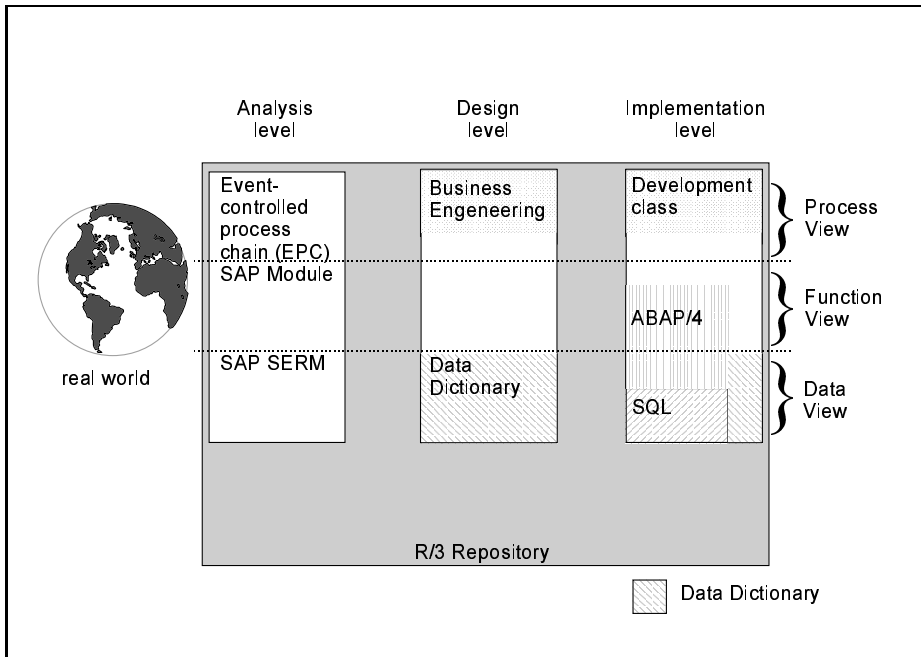 Analysis
level
Design
level
Implementation
level
Event-
controlled
process
chain (EPC)
SAP Module
SAP SERM
Business
Engeneering
Data
Dictionary
Development
class
ABAP/4
SQL
Process
View
Function
View
Data
View
real world
R/3 Repository
Data Dictionary